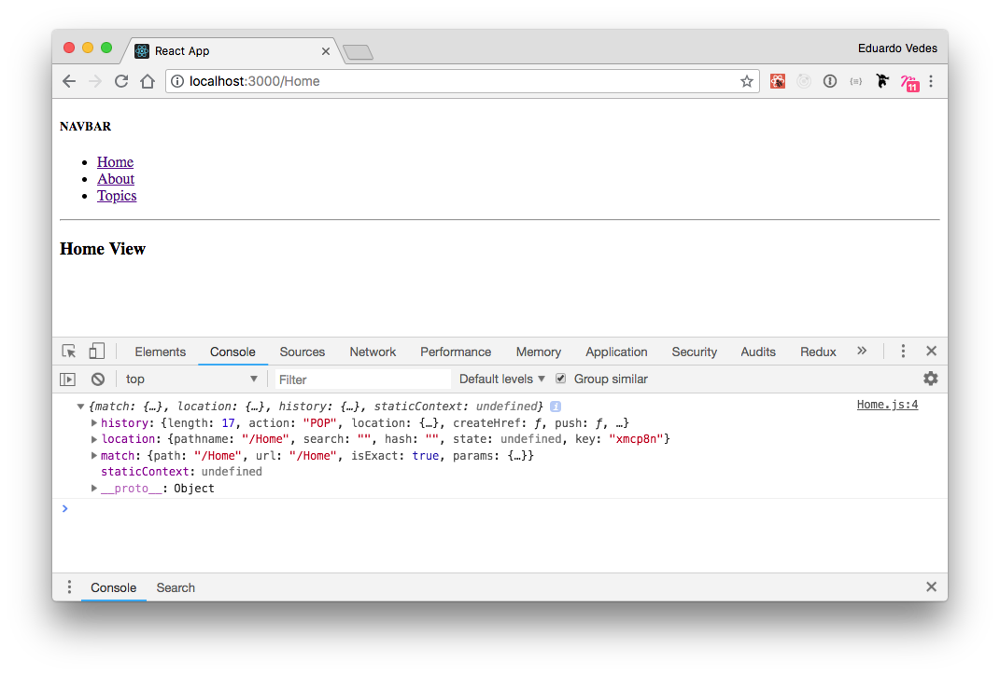 React App
Eduardo Vedes
localhost:3000/Home
11
NAVBAR
Home
About
Topics
Home View
Elements Console Sources Network Performance Memory Application Security Audits Redux »
top Filter Default levels ▼ Group similar
{match: {…}, location: {…}, history: {…}, staticContext: undefined} i Home.js:4
history: {length: 17, action: "POP", location: {…}, createHref: ƒ, push: ƒ, …}
location: {pathname: "/Home", search: "", hash: "", state: undefined, key: "xmcp8n"}
match: {path: "/Home", url: "/Home", isExact: true, params: {…}}
staticContext: undefined
__proto__: Object
Console Search